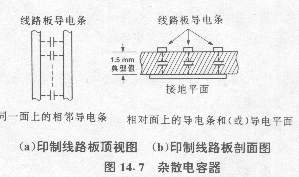 线路板导电条
线路板导电条
1.5 mm
典型值
接地平面
同一面上的相邻导电条
相对面上的导电条和(或)导电平面
(a)印制线路板顶视图
(b)印制线路板剖面图
图 14-7 杂散电容器